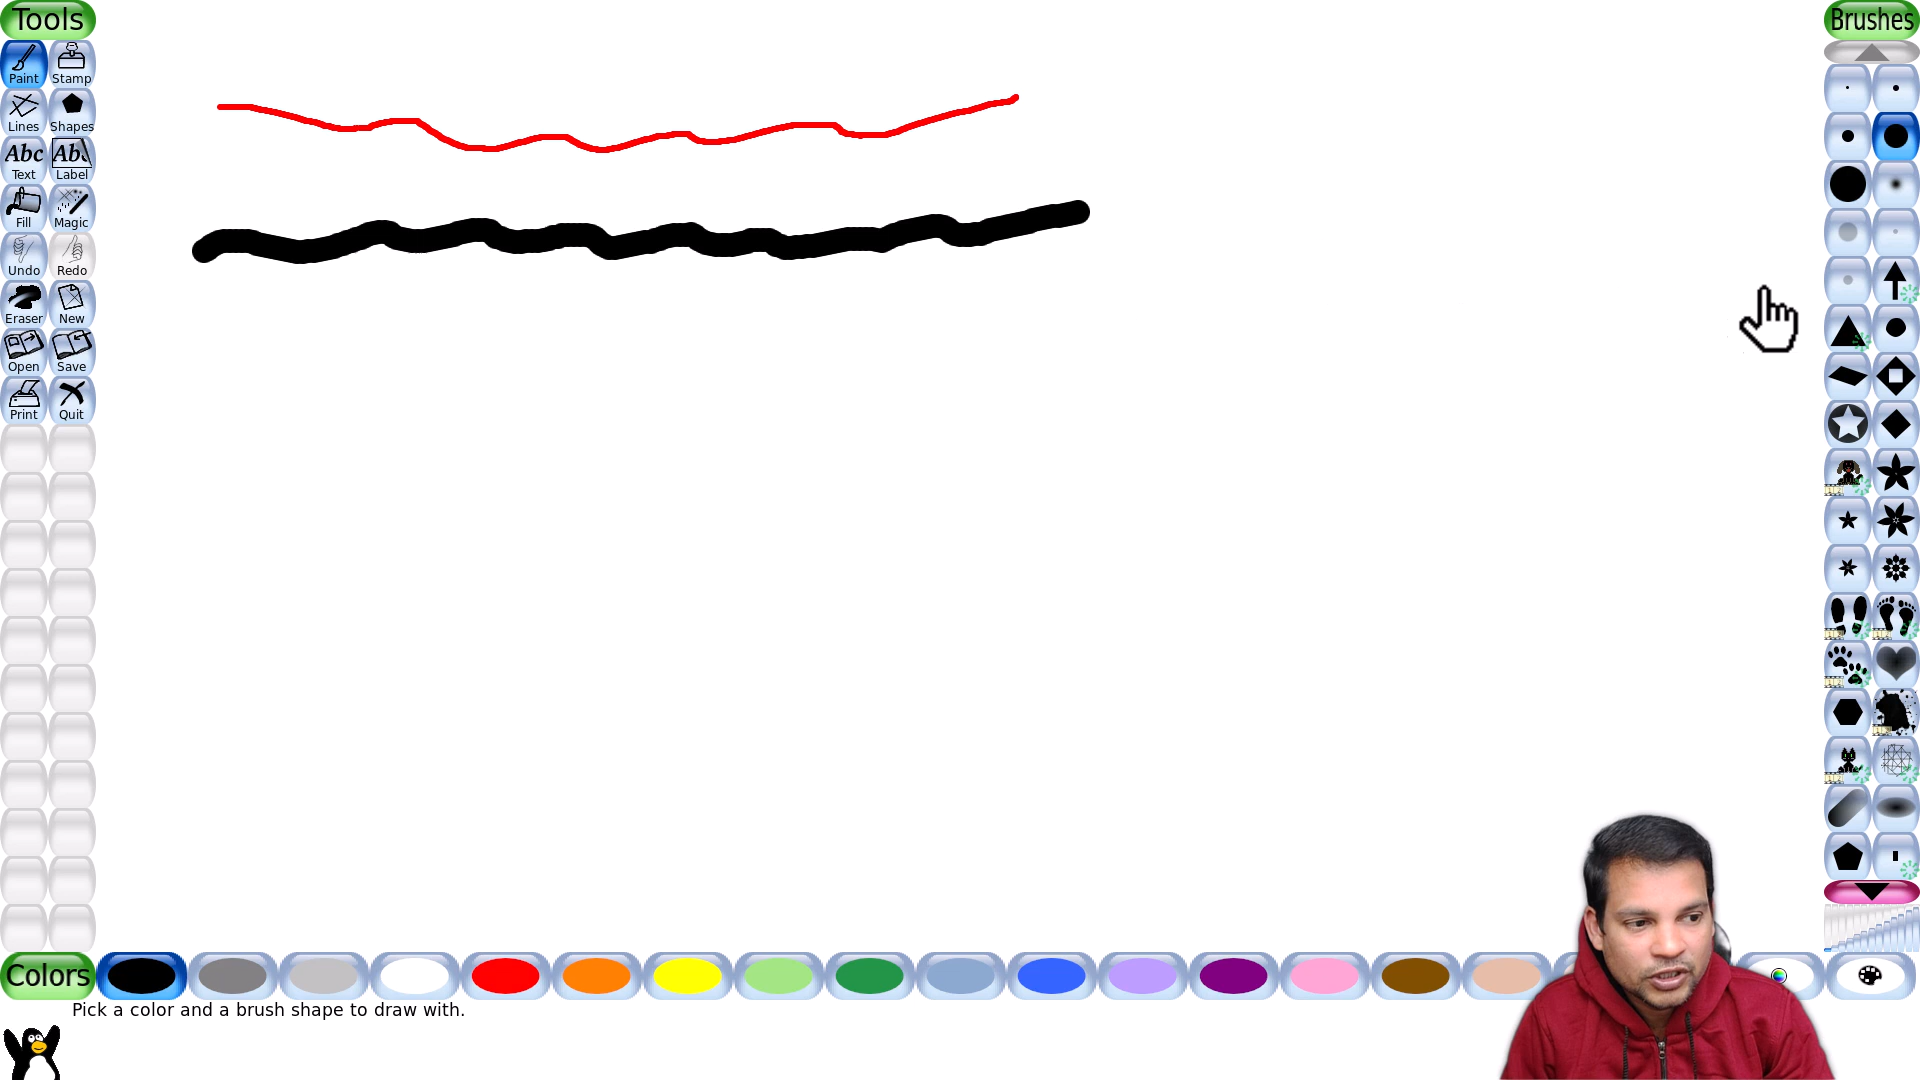 Tools
Brushes
Paint
Stamp
Lines
Shapes
Abc
Abc
Text
Label
Fill
Magic
Undo
Redo
Eraser
New
Open
Save
Print
Quit
Colors
Pick a color and a brush shape to draw with.